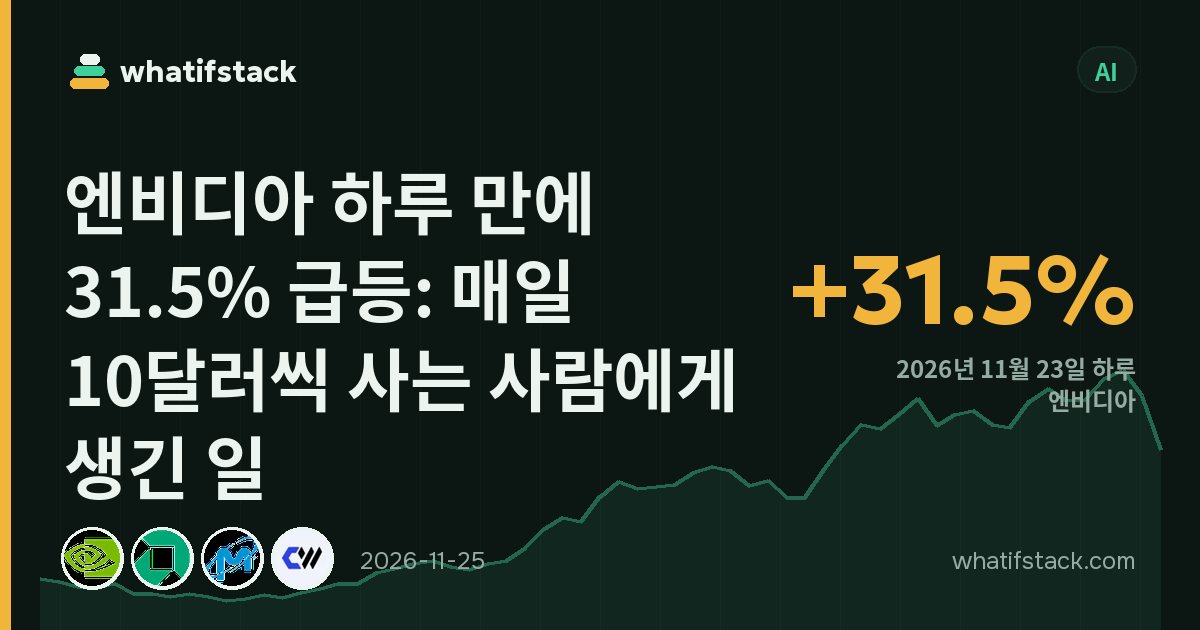 whatifstack
AI
엔비디아 하루 만에
31.5% 급등: 매일
10달러씩 사는 사람에게
생긴 일
+31.5%
2026년 11월 23일 하루
엔비디아
2026-11-25
whatifstack.com